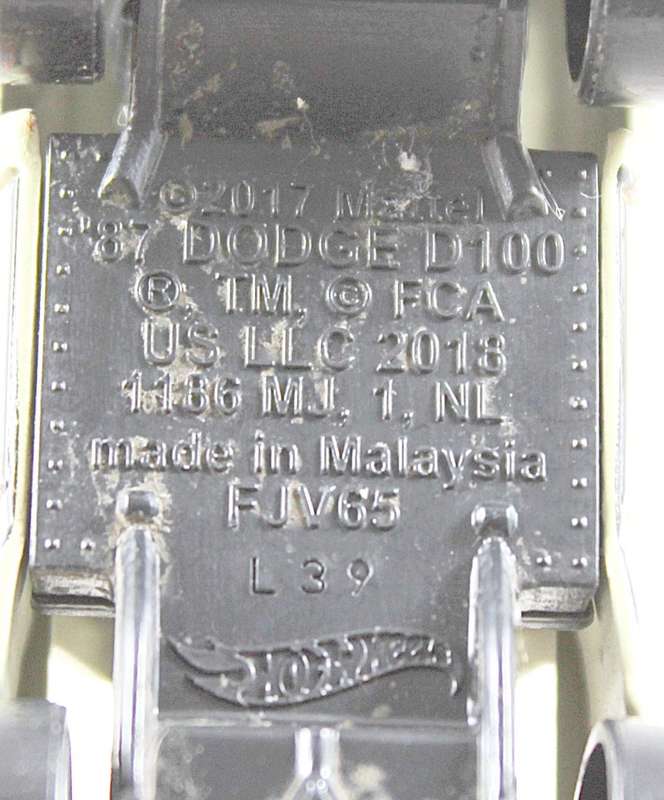 ©2017 Mattel
'87 DODGE D100
®, TM, © FCA
US LLC 2018
1186 MJ, 1, NL
made in Malaysia
FJV65
L39
HOT WHEELS